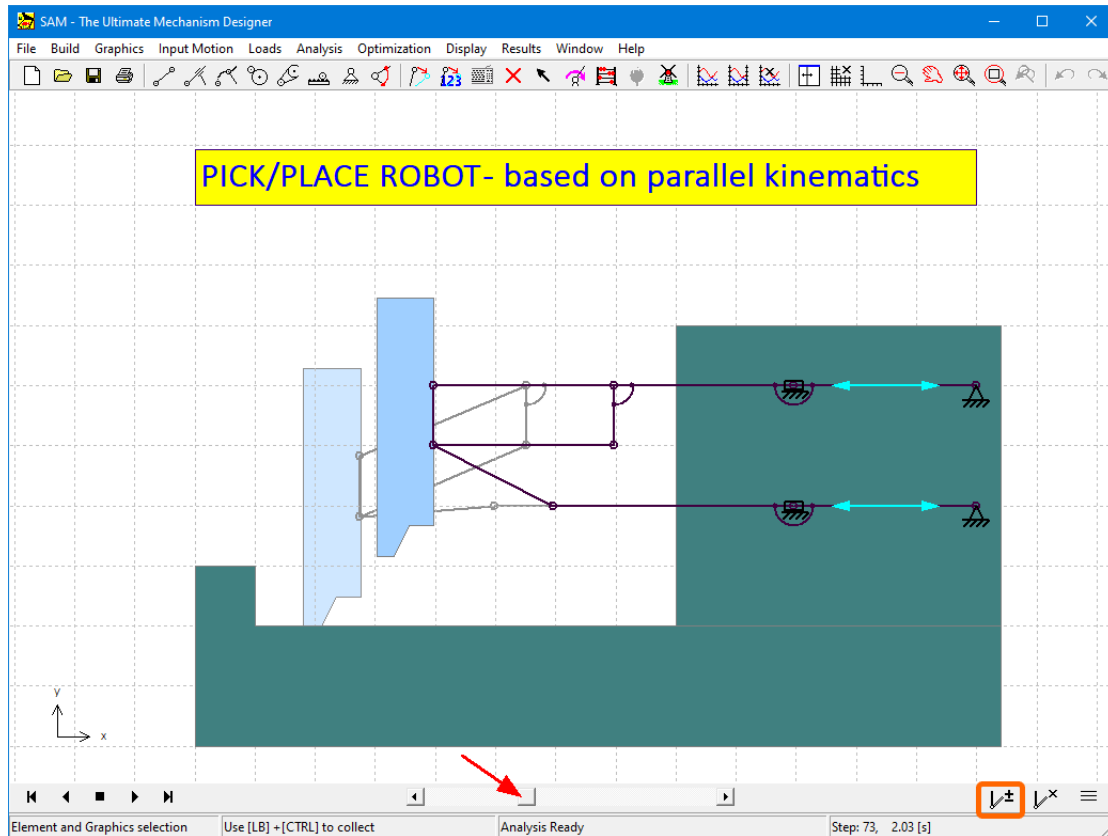 SAM - The Ultimate Mechanism Designer
File Build Graphics Input Motion Loads Analysis Optimization Display Results Window Help
123
PICK/PLACE ROBOT- based on parallel kinematics
y
x
Element and Graphics selection Use [LB] +[CTRL] to collect Analysis Ready Step: 73, 2.03 [s]